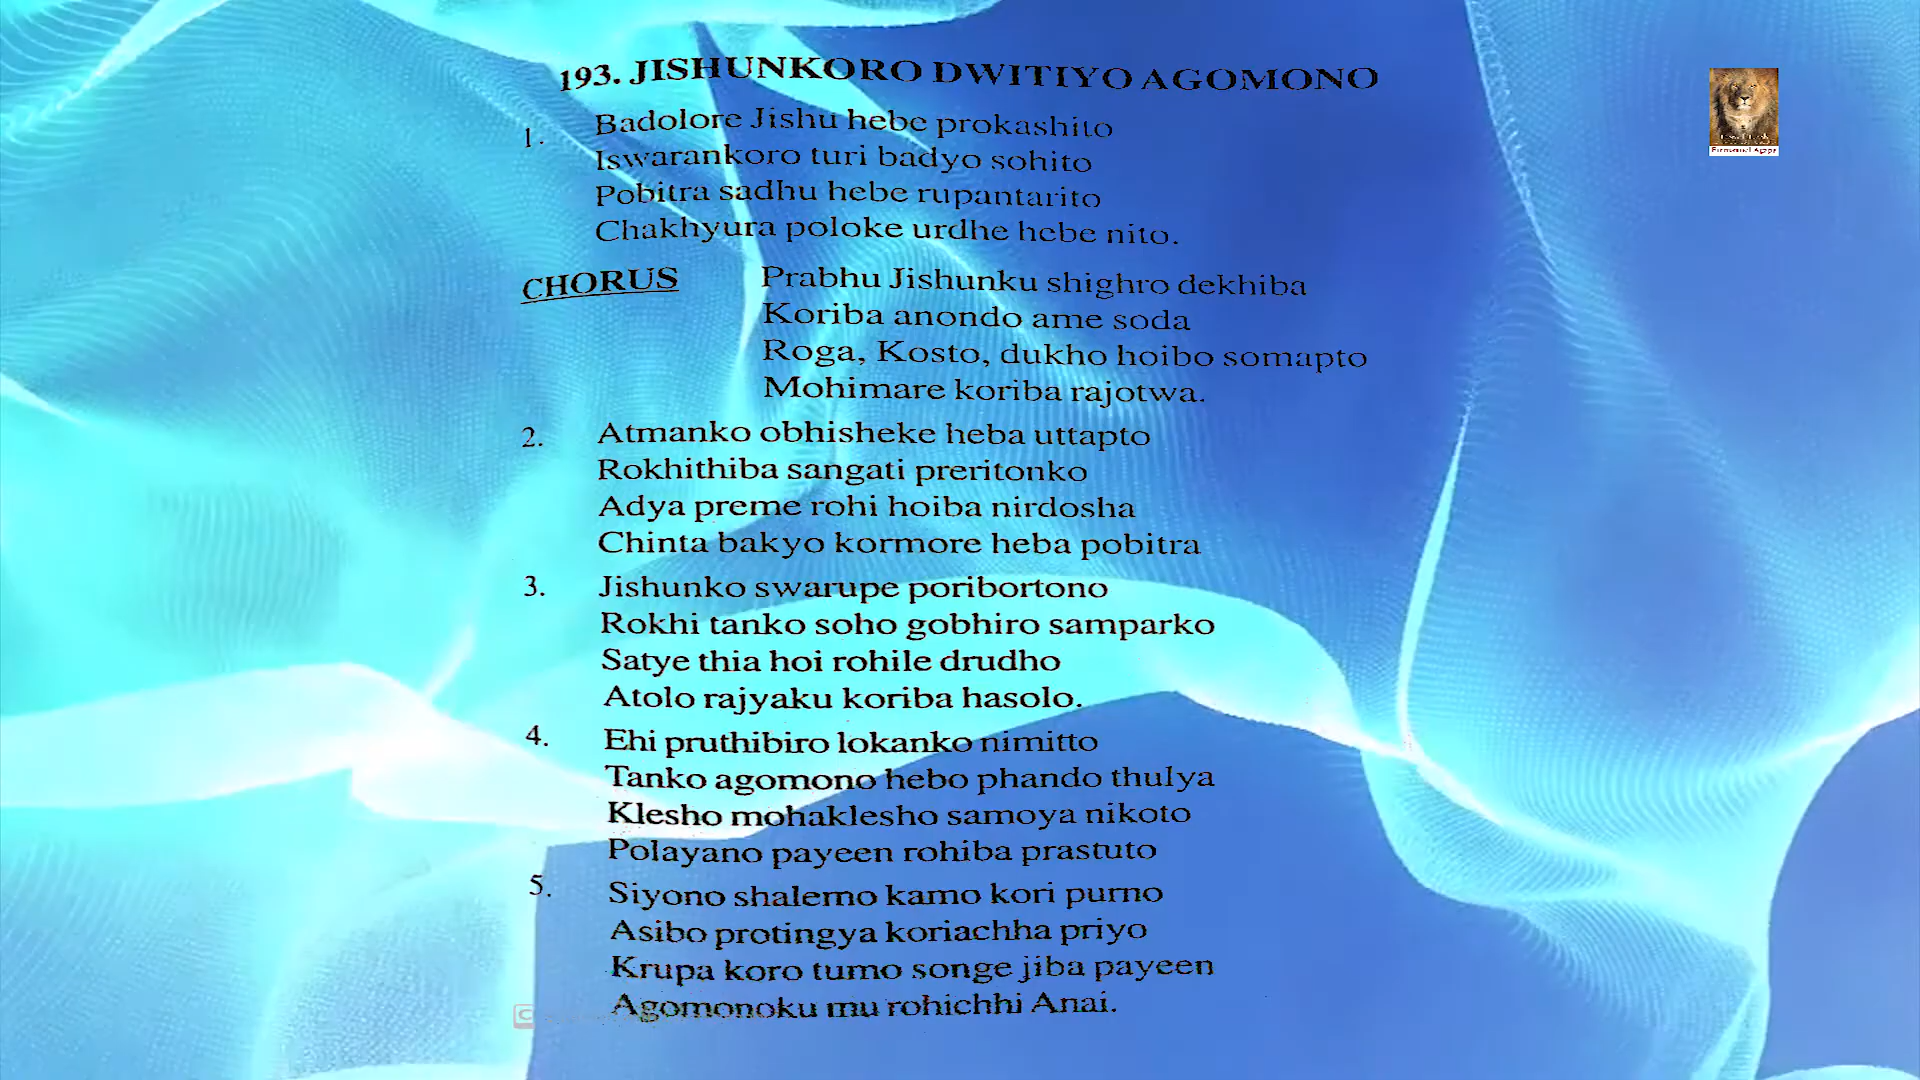 193. JISHUNKORO DWITIYO AGOMONO
1. Badolore Jishu hebe prokashito
Iswarankoro turi badyo sohito
Pobitra sadhu hebe rupantarito
Chakhyura poloke urdhe hebe nito.
CHORUS Prabhu Jishunku shighro dekhiba
Koriba anondo ame soda
Roga, Kosto, dukho hoibo somapto
Mohimare koriba rajotwa.
2. Atmanko obhisheke heba uttapto
Rokhithiba sangati preritonko
Adya preme rohi hoiba nirdosha
Chinta bakyo kormore heba pobitra
3. Jishunko swarupe poribortono
Rokhi tanko soho gobhiro samparko
Satye thia hoi rohile drudho
Atolo rajyaku koriba hasolo.
4. Ehi pruthibiro lokanko nimitto
Tanko agomono hebo phando thulya
Klesho mohaklesho samoya nikoto
Polayano payeen rohiba prastuto
5. Siyono shalemo kamo kori purno
Asibo protingya koriachha priyo
Krupa koro tumo songe jiba payeen
Agomonoku mu rohichhi Anai.